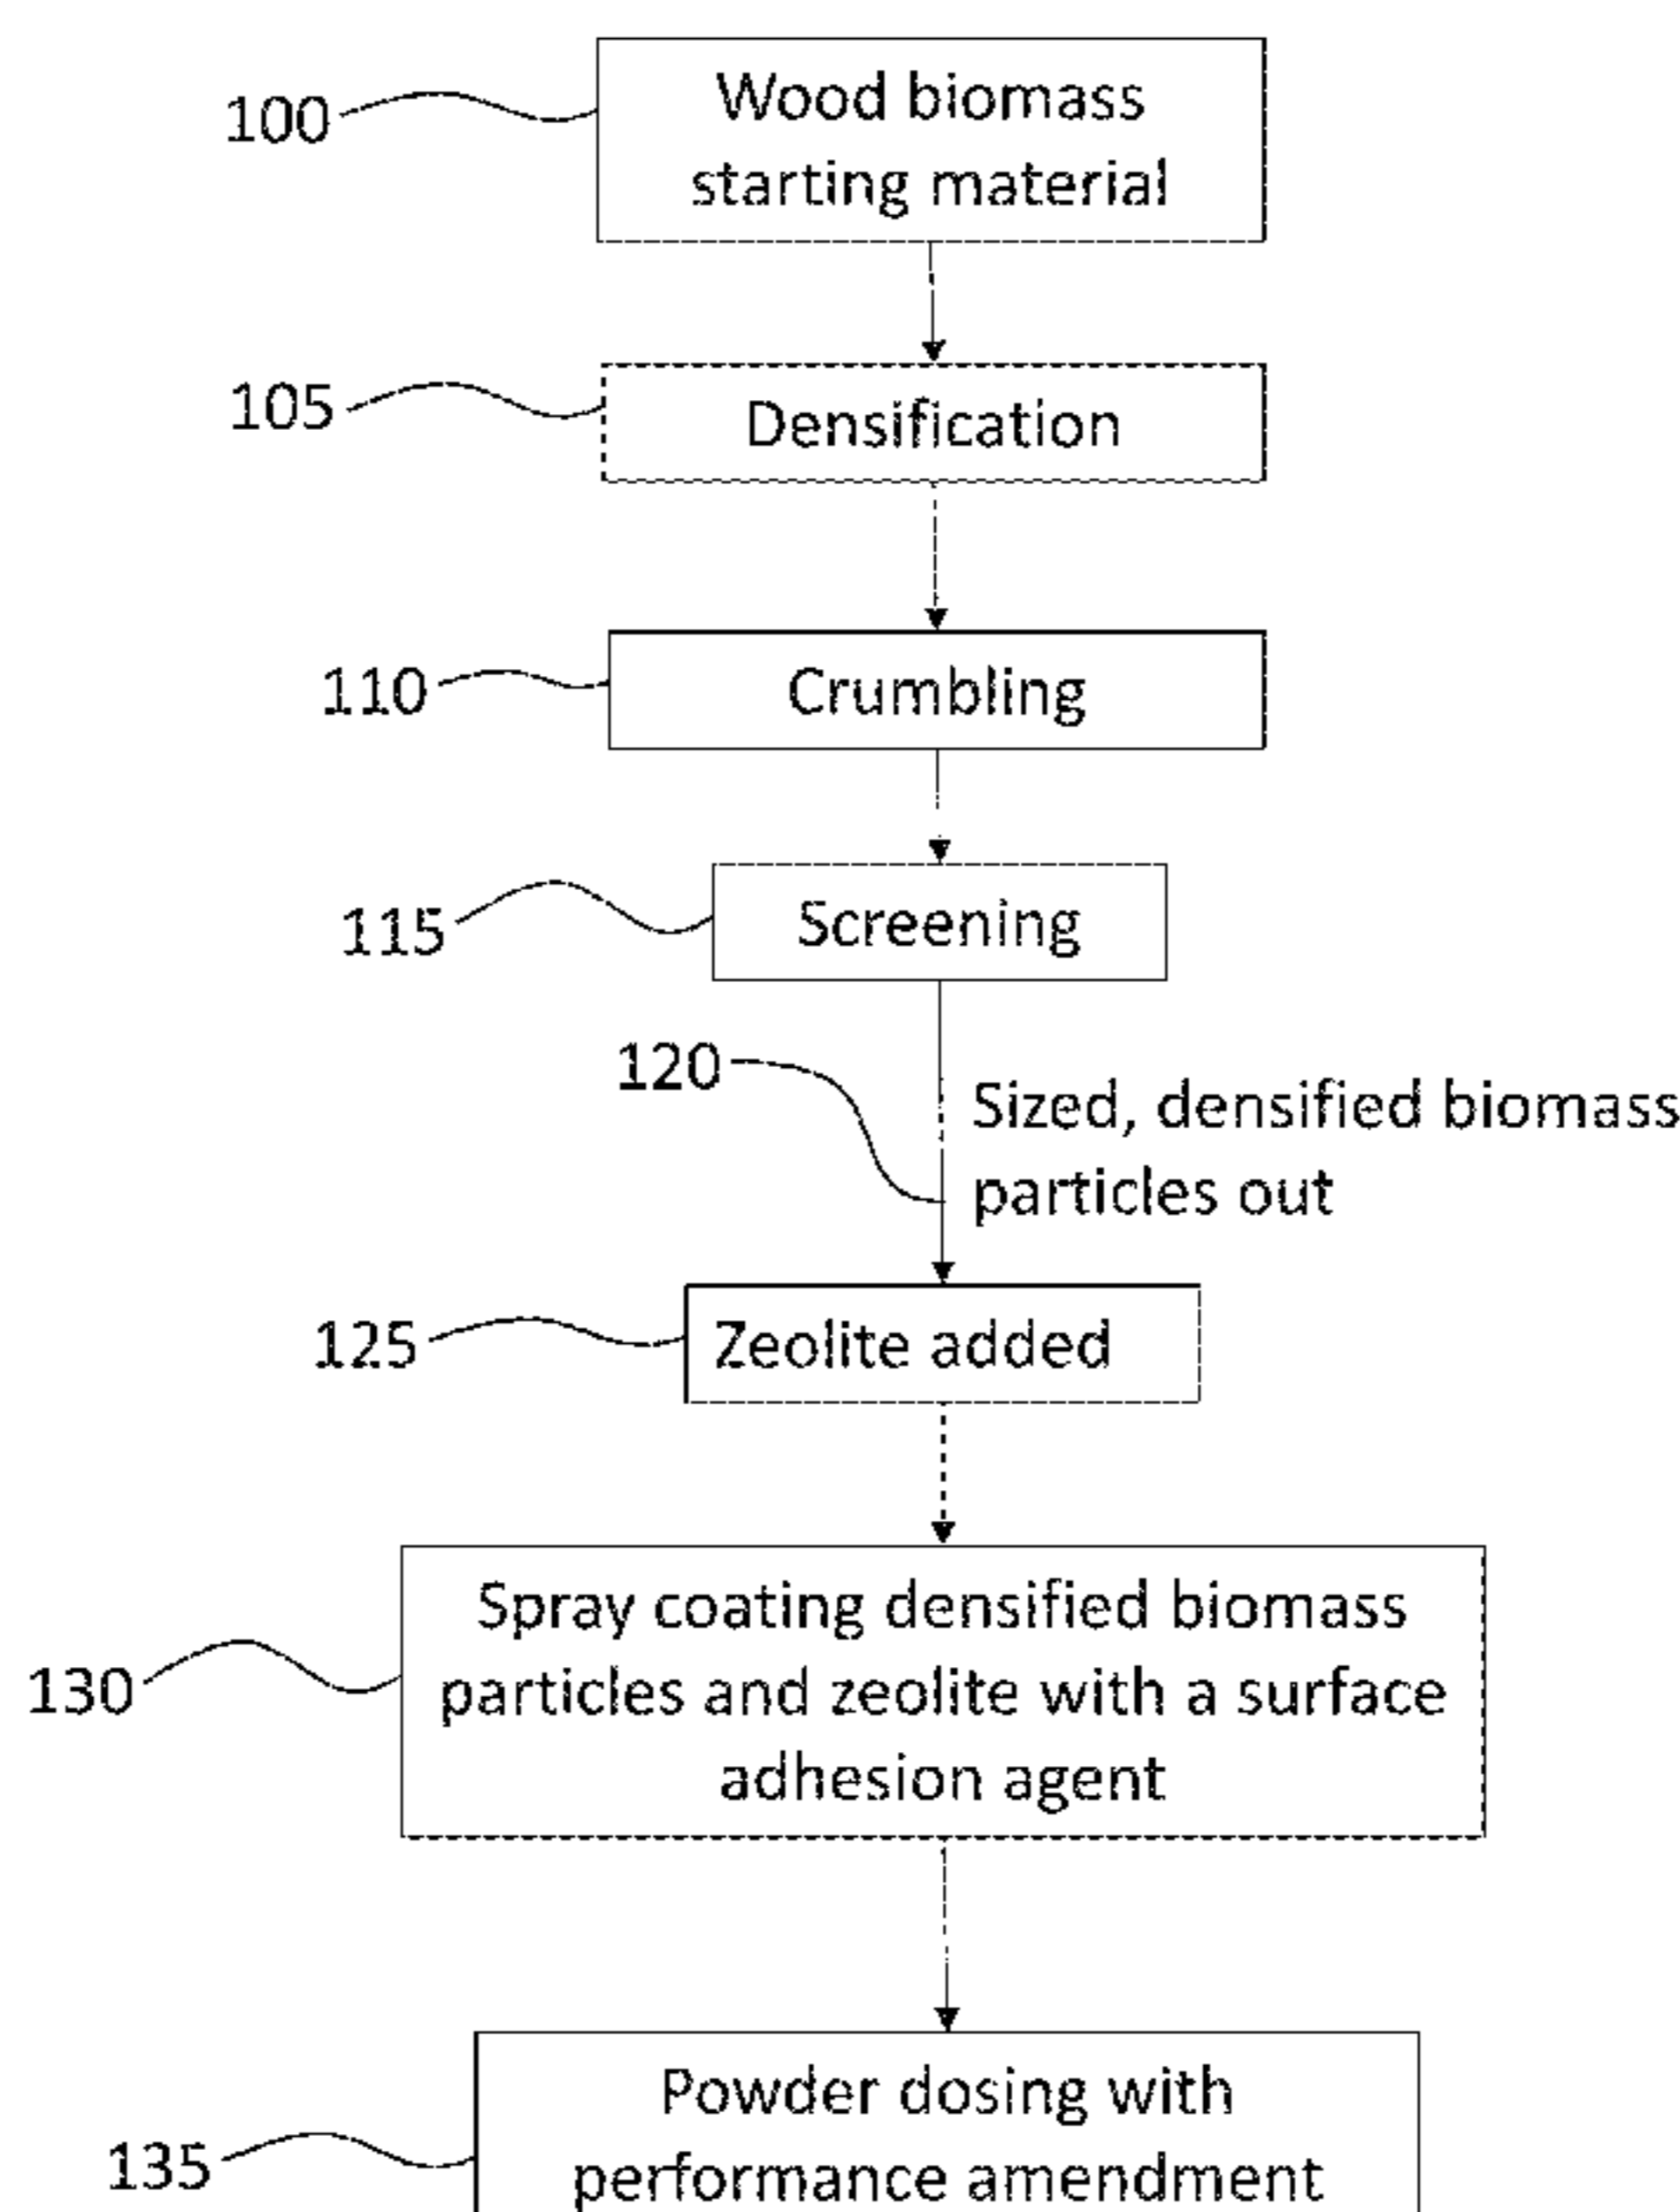 100
Wood biomass
starting material
105
Densification
110
Crumbling
115
Screening
120
Sized, densified biomass
particles out
125
Zeolite added
130
Spray coating densified biomass
particles and zeolite with a surface
adhesion agent
135
Powder dosing with
performance amendment